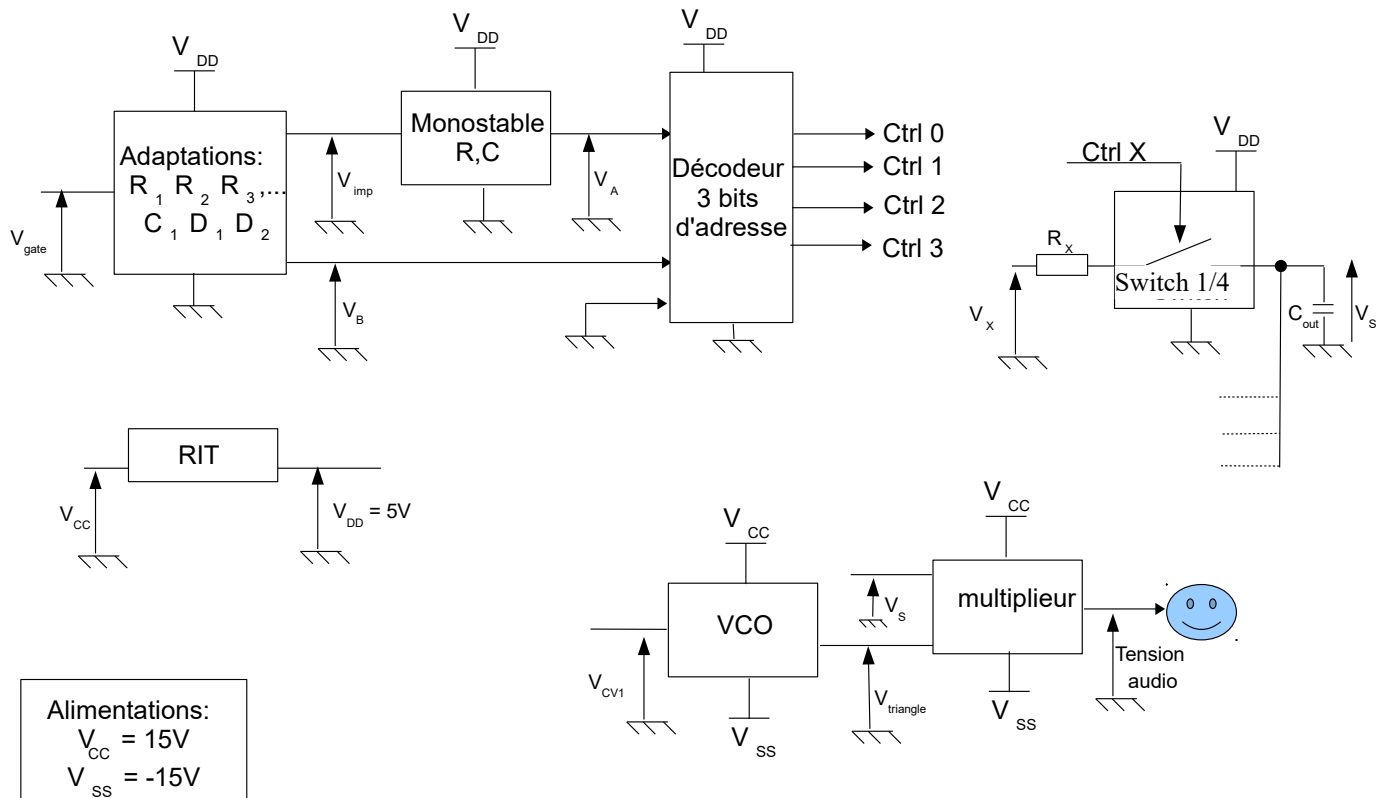 V DD
V DD
V DD
Adaptations:
R 1 R 2 R 3 ,...
C 1 D 1 D 2
V gate
V imp
Monostable
R,C
V A
V B
Décodeur
3 bits
d'adresse
Ctrl 0
Ctrl 1
Ctrl 2
Ctrl 3
Ctrl X
V DD
R X
Switch 1/4
V X
C out
V S
RIT
V CC
V DD = 5V
V CC
V CC
VCO
V CV1
V SS
V S
V triangle
multiplieur
V SS
Tension
audio
Alimentations:
V CC = 15V
V SS = -15V